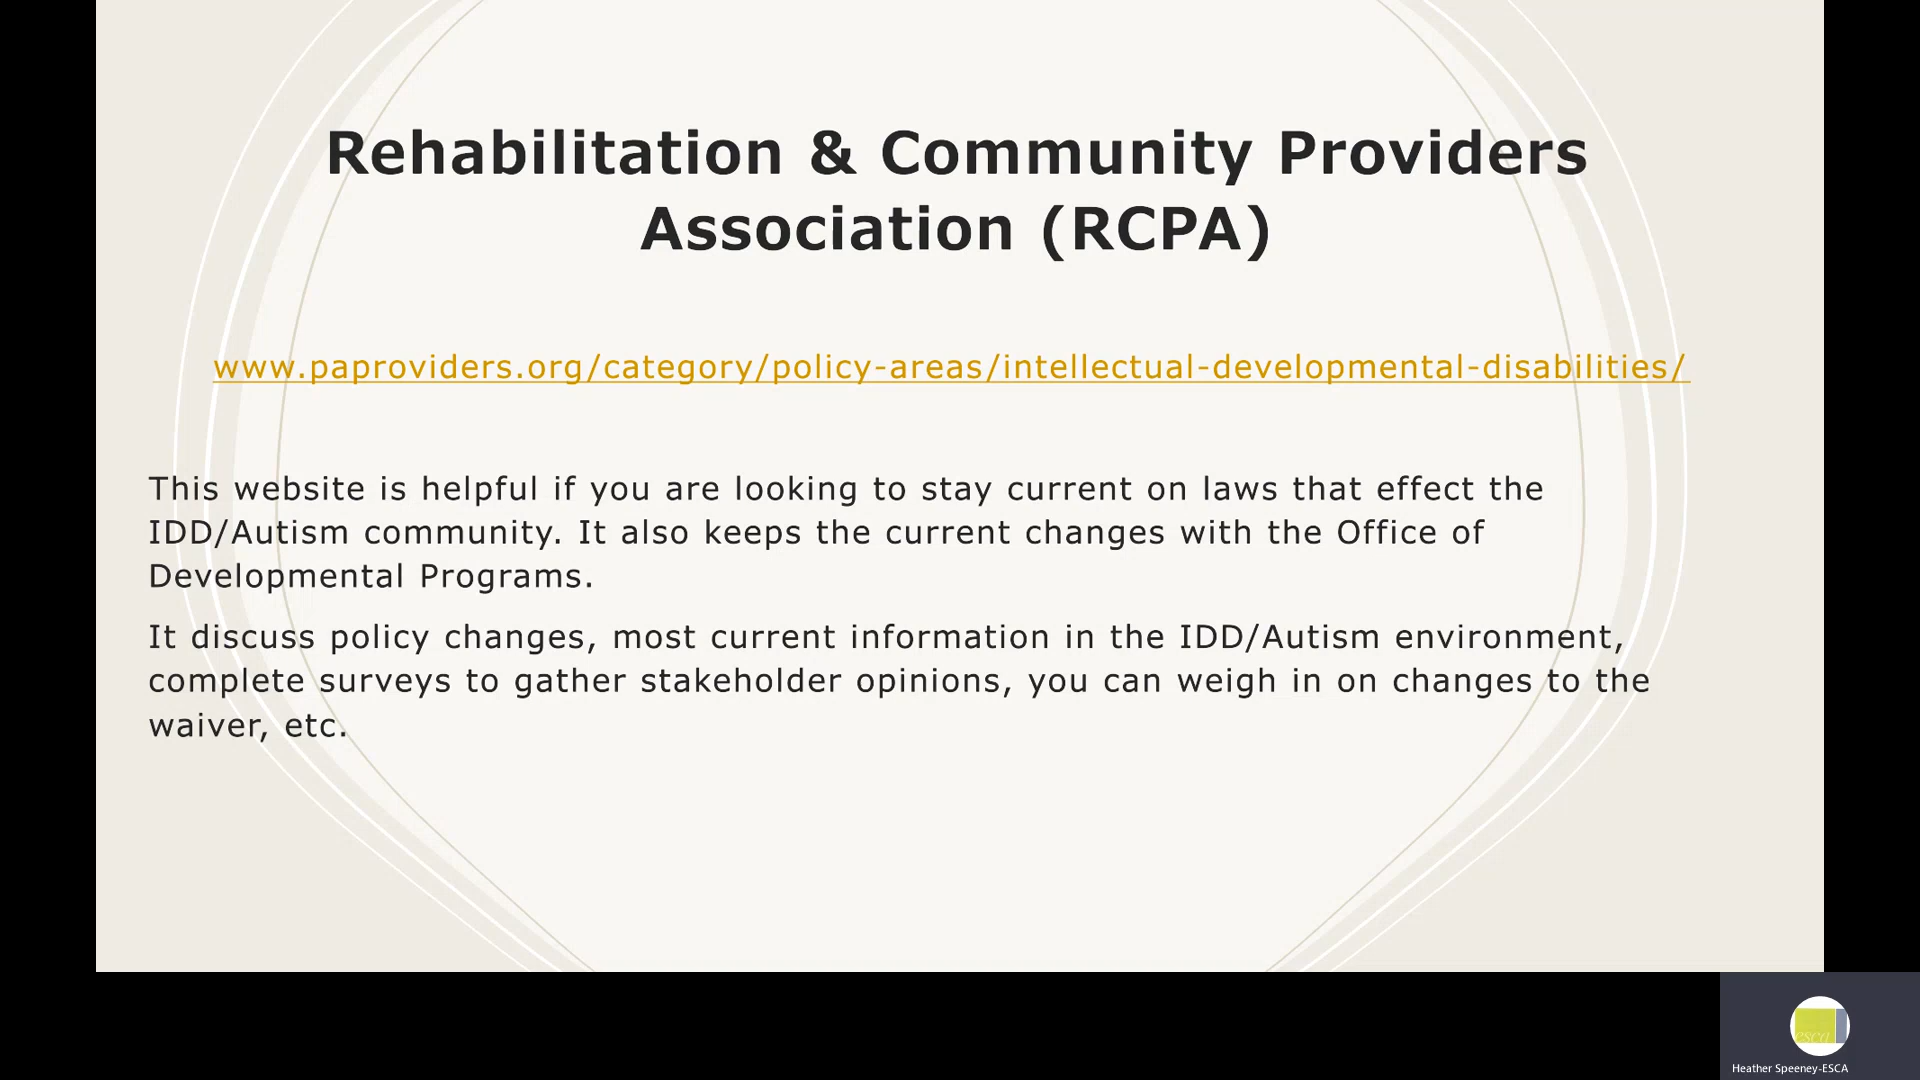 Rehabilitation & Community Providers
Association (RCPA)
www.paproviders.org/category/policy-areas/intellectual-developmental-disabilities/
This website is helpful if you are looking to stay current on laws that effect the
IDD/Autism community. It also keeps the current changes with the Office of
Developmental Programs.
It discuss policy changes, most current information in the IDD/Autism environment,
complete surveys to gather stakeholder opinions, you can weigh in on changes to the
waiver, etc.
esca
Heather Speeney-ESCA